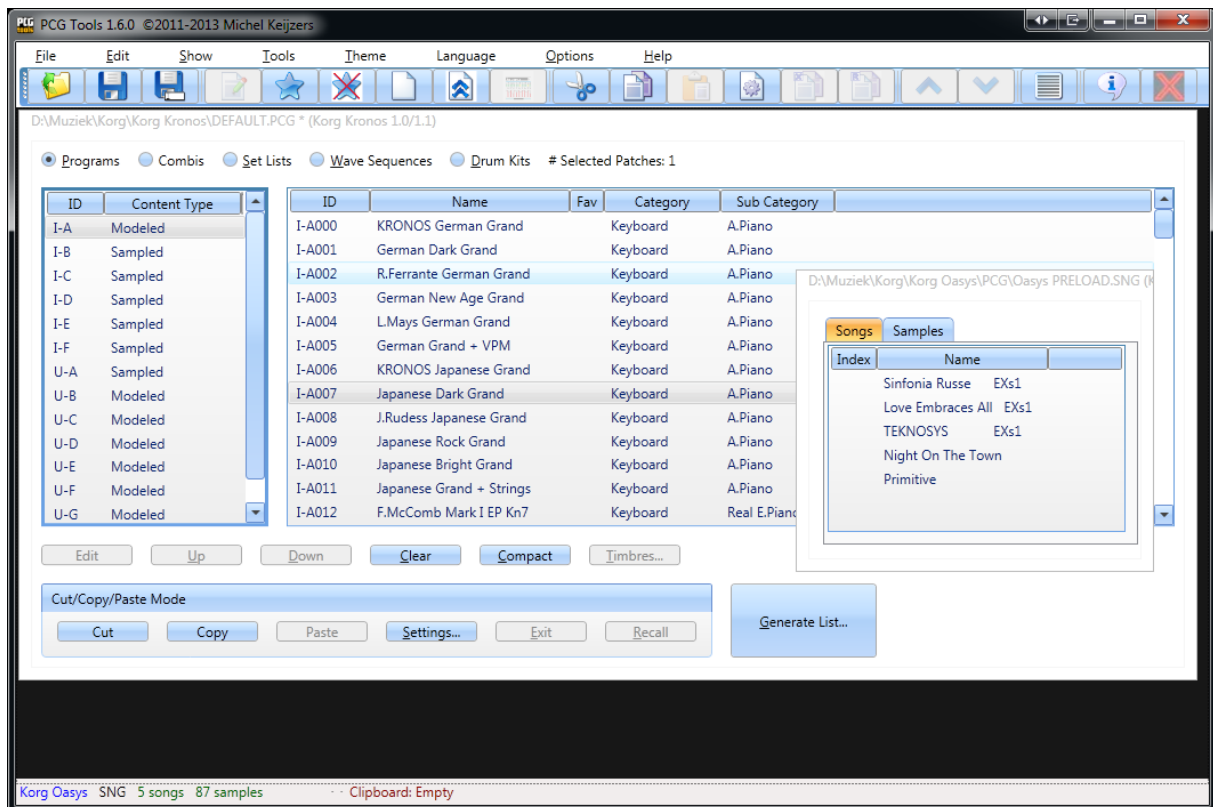 PCG Tools 1.6.0 ©2011-2013 Michel Keijzers
File Edit Show Tools Theme Language Options Help
D:\Muziek\Korg\Korg Kronos\DEFAULT.PCG * (Korg Kronos 1.0/1.1)
Programs Combis Set Lists Wave Sequences Drum Kits # Selected Patches: 1
ID Content Type
I-A Modeled
I-B Sampled
I-C Sampled
I-D Sampled
I-E Sampled
I-F Sampled
U-A Sampled
U-B Modeled
U-C Modeled
U-D Modeled
U-E Modeled
U-F Modeled
U-G Modeled
ID Name Fav Category Sub Category
I-A000 KRONOS German Grand Keyboard A.Piano
I-A001 German Dark Grand Keyboard A.Piano
I-A002 R.Ferrante German Grand Keyboard A.Piano
I-A003 German New Age Grand Keyboard A.Piano
I-A004 L.Mays German Grand Keyboard A.Piano
I-A005 German Grand + VPM Keyboard A.Piano
I-A006 KRONOS Japanese Grand Keyboard A.Piano
I-A007 Japanese Dark Grand Keyboard A.Piano
I-A008 J.Rudess Japanese Grand Keyboard A.Piano
I-A009 Japanese Rock Grand Keyboard A.Piano
I-A010 Japanese Bright Grand Keyboard A.Piano
I-A011 Japanese Grand + Strings Keyboard A.Piano
I-A012 F.McComb Mark I EP Kn7 Keyboard Real E.Piano
D:\Muziek\Korg\Korg Oasys\PCG\Oasys PRELOAD.SNG (K
Songs Samples
Index Name
Sinfonia Russe EXs1
Love Embraces All EXs1
TEKNOSYS EXs1
Night On The Town
Primitive
Edit Up Down Clear Compact Timbres...
Cut/Copy/Paste Mode
Cut Copy Paste Settings... Exit Recall
Generate List...
Korg Oasys SNG 5 songs 87 samples - - Clipboard: Empty